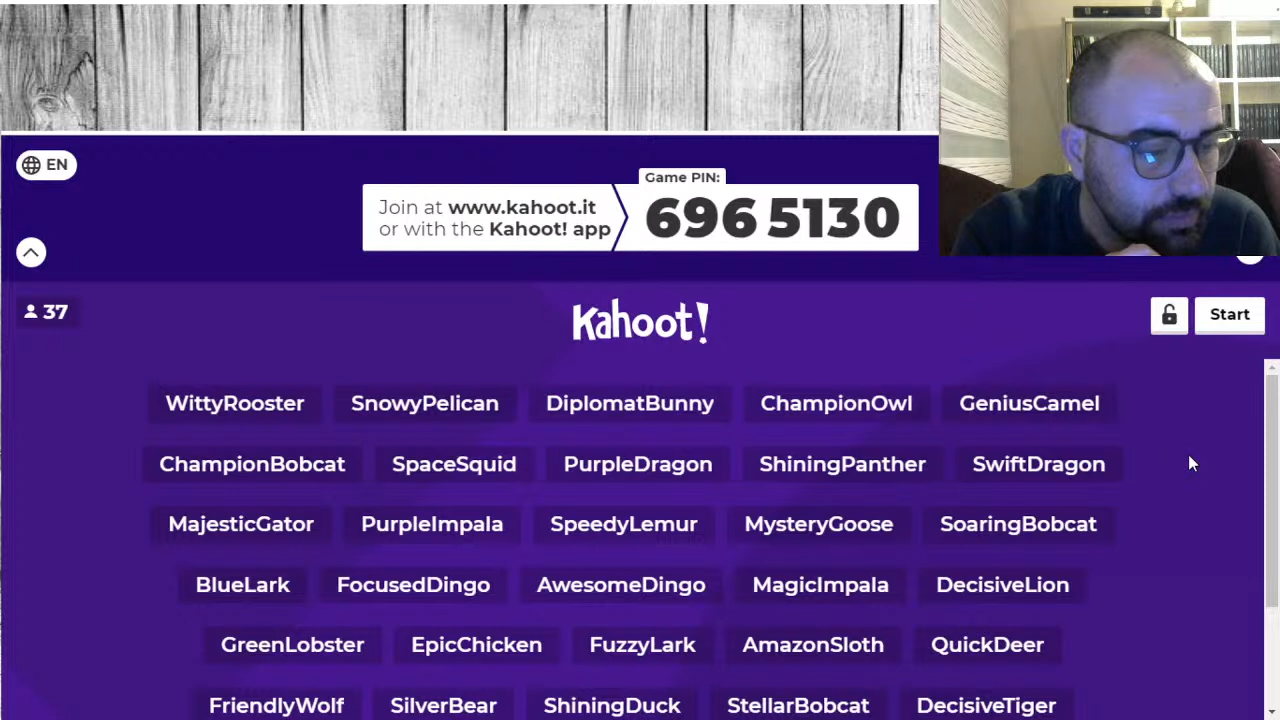 EN
Game PIN:
Join at www.kahoot.it
or with the Kahoot! app
696 5130
37
Kahoot!
Start
WittyRooster SnowyPelican DiplomatBunny ChampionOwl GeniusCamel
ChampionBobcat SpaceSquid PurpleDragon ShiningPanther SwiftDragon
MajesticGator PurpleImpala SpeedyLemur MysteryGoose SoaringBobcat
BlueLark FocusedDingo AwesomeDingo MagicImpala DecisiveLion
GreenLobster EpicChicken FuzzyLark AmazonSloth QuickDeer
FriendlyWolf SilverBear ShiningDuck StellarBobcat DecisiveTiger